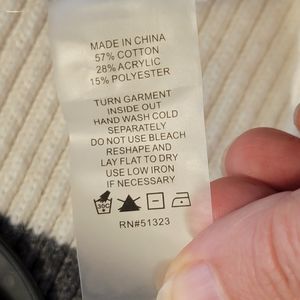 MADE IN CHINA
57% COTTON
28% ACRYLIC
15% POLYESTER
TURN GARMENT
INSIDE OUT
HAND WASH COLD
SEPARATELY
DO NOT USE BLEACH
RESHAPE AND
LAY FLAT TO DRY
USE LOW IRON
IF NECESSARY
30C
RN#51323